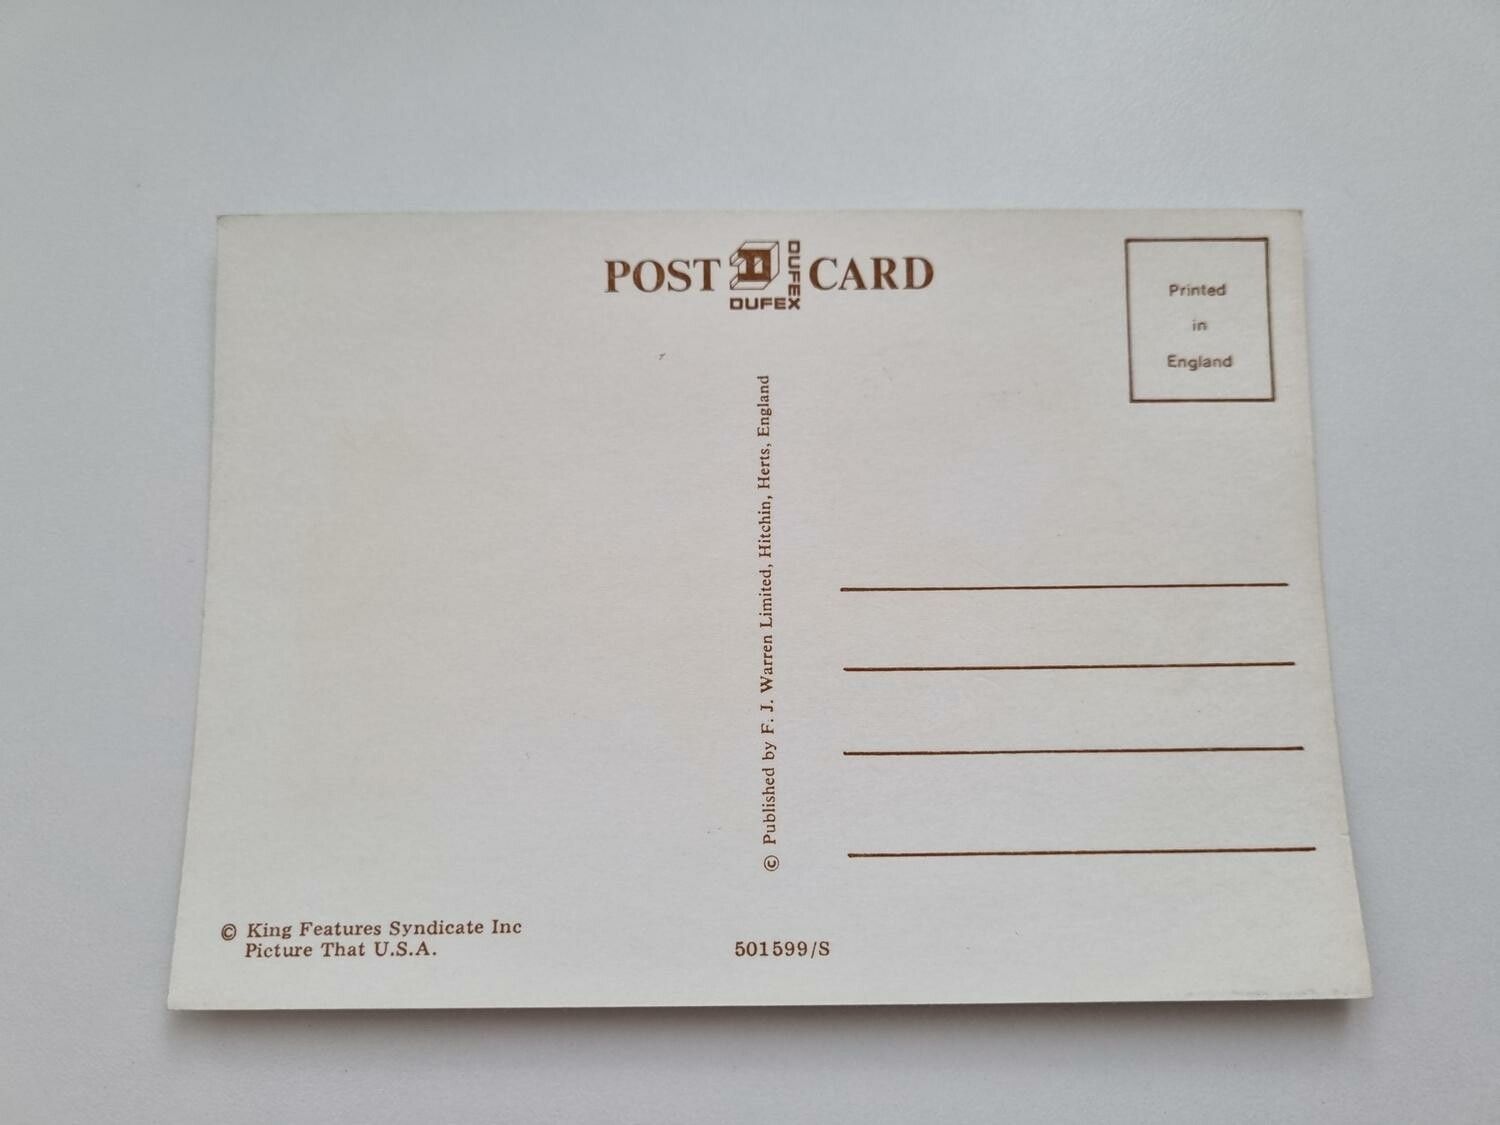 POST DUFEX DUFEX CARD
Printed
in
England
© Published by F. J. Warren Limited, Hitchin, Herts, England
© King Features Syndicate Inc
Picture That U.S.A.
501599/S